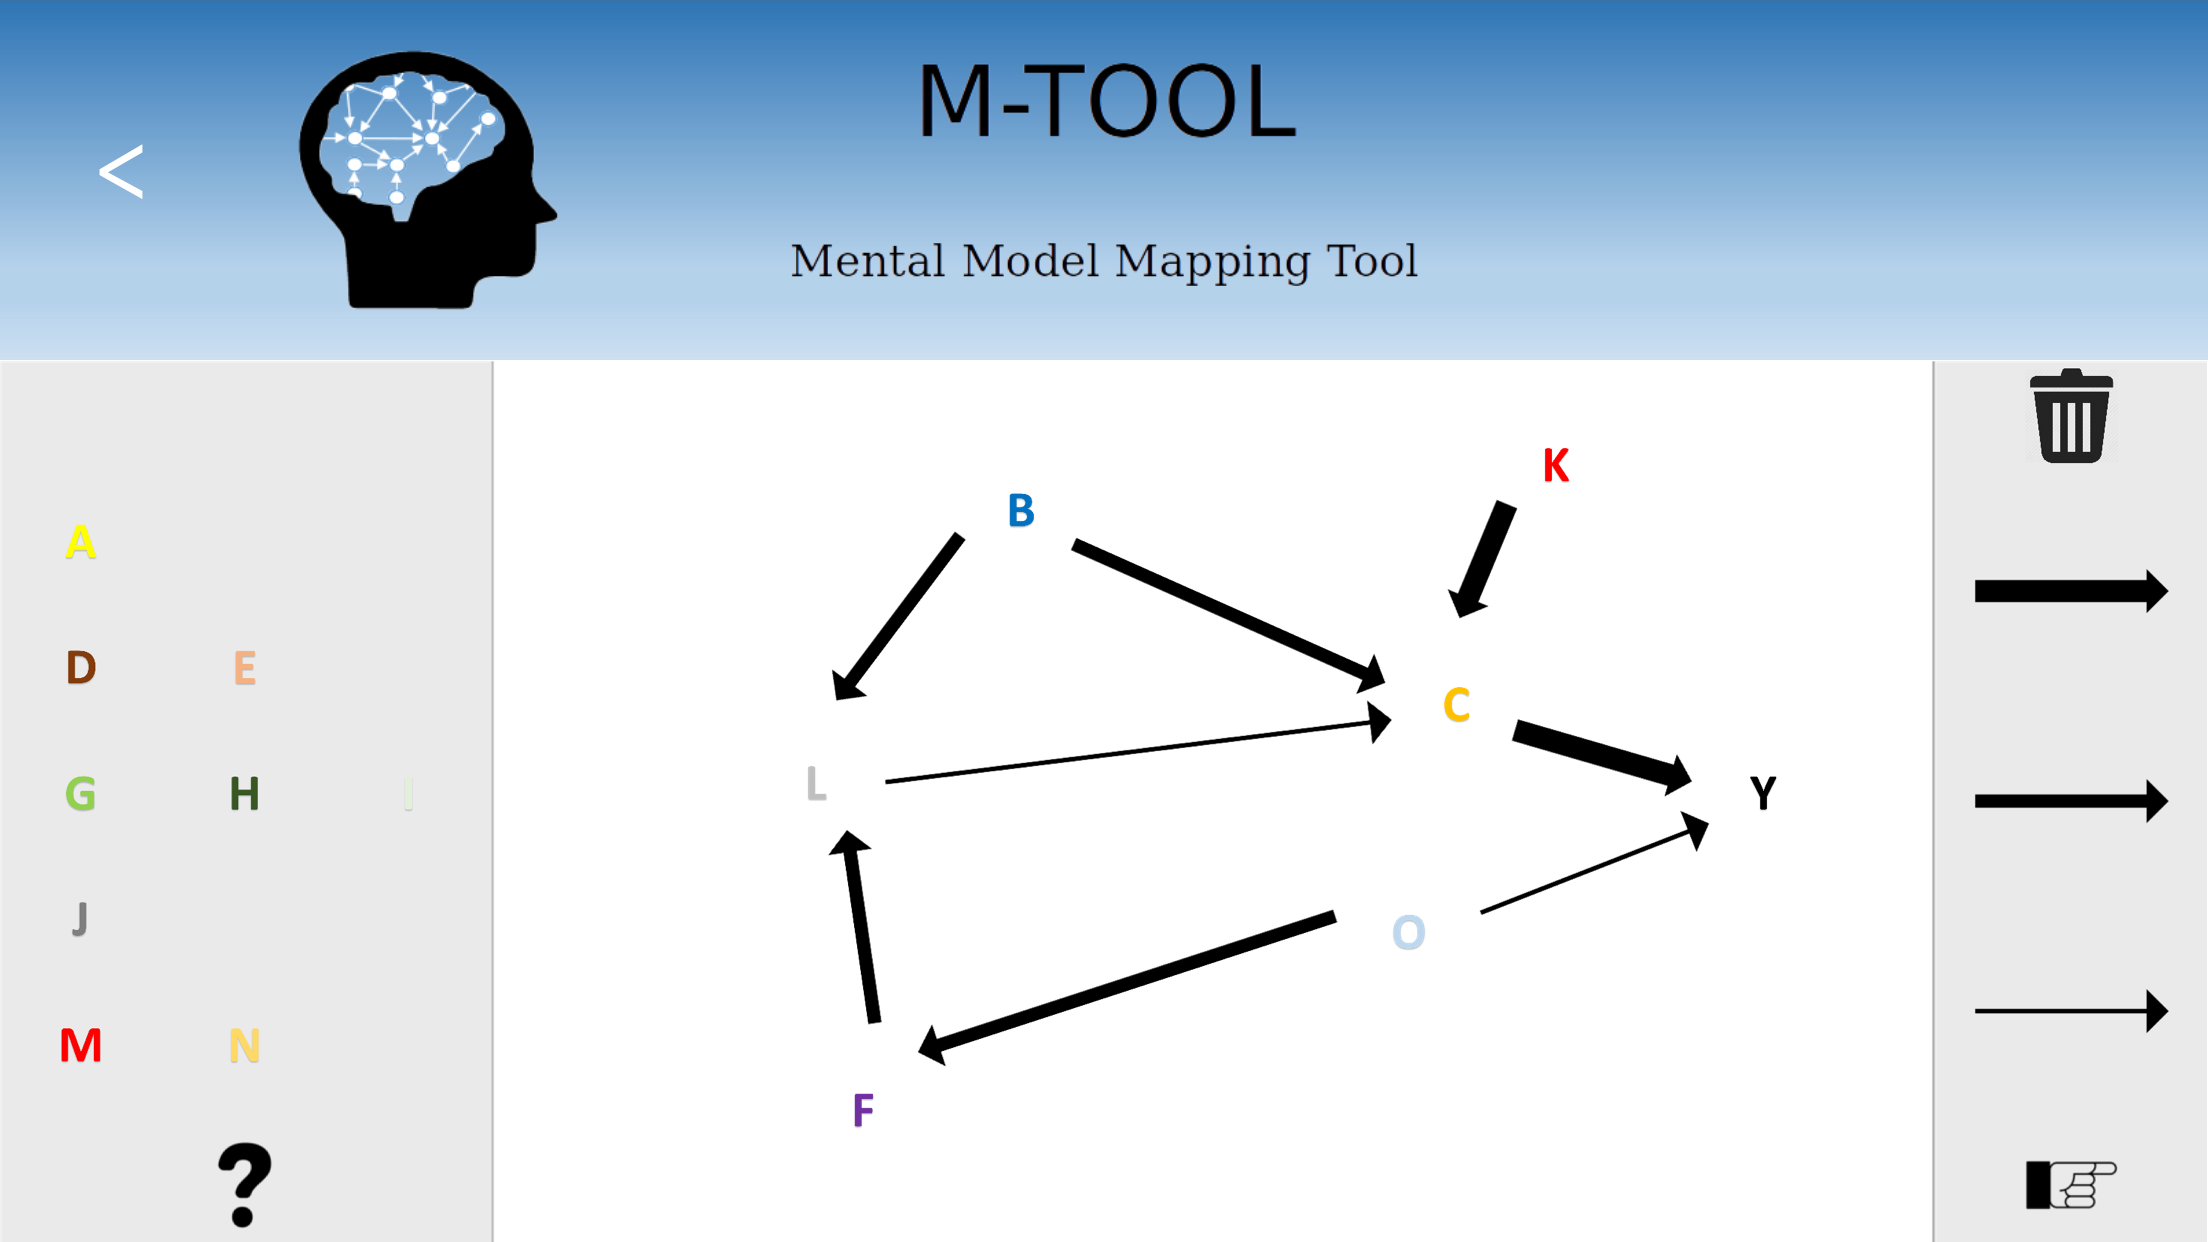 M-TOOL
<
Mental Model Mapping Tool
K
B
A
D E
C
L
G H I
Y
J
O
M N
F
?